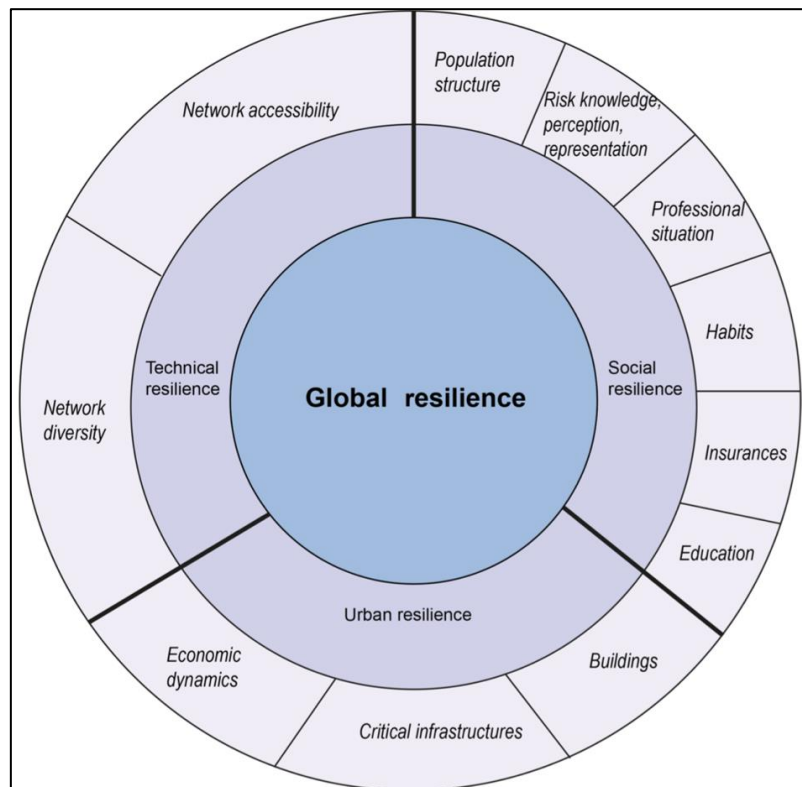 Population
structure
Network accessibility
Risk knowledge,
perception,
representation
Professional
situation
Habits
Technical
resilience
Social
resilience
Global resilience
Network
diversity
Insurances
Education
Urban resilience
Economic
dynamics
Buildings
Critical infrastructures